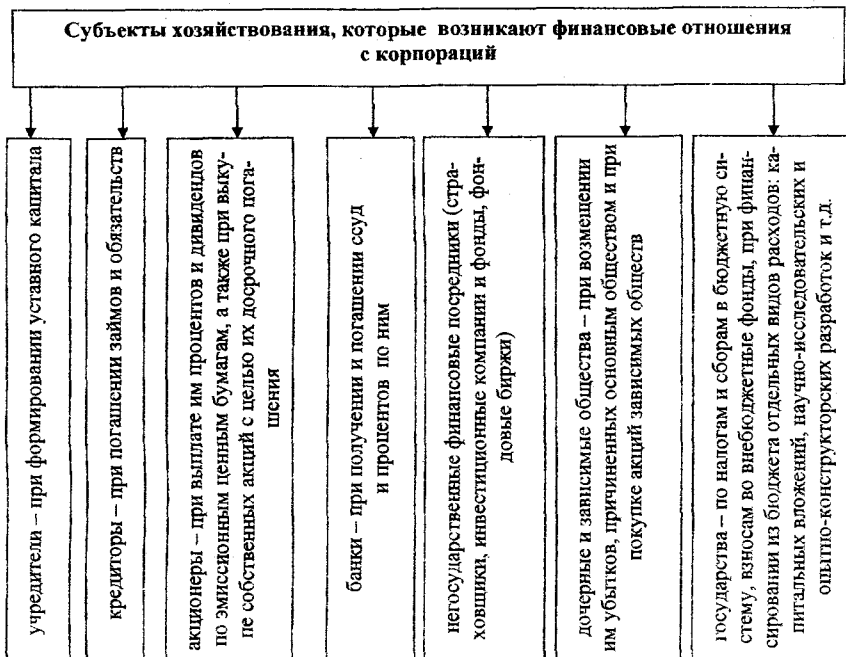 Субъекты хозяйствования, которые возникают финансовые отношения
с корпораций
учредители – при формировании уставного капитала
кредиторы – при погашении займов и обязательств
акционеры – при выплате им процентов и дивидендов
по эмиссионным ценным бумагам, а также при выку-
пе собственных акций с целью их досрочного пога-
шения
банки – при получении и погашении ссуд
и процентов по ним
негосударственные финансовые посредники (стра-
ховщики, инвестиционные компании и фонды, фон-
довые биржи)
дочерные и зависимые общества – при возмещении
им убытков, причиненных основным обществом и при
покупке акций зависимых обществ
государства – по налогам и сборам в бюджетную си-
стему, взносам во внебюджетные фонды, при финан-
сировании из бюджета отдельных видов расходов: ка-
питальных вложений, научно-исследовательских и
опытно-конструкторских разработок и т.д.